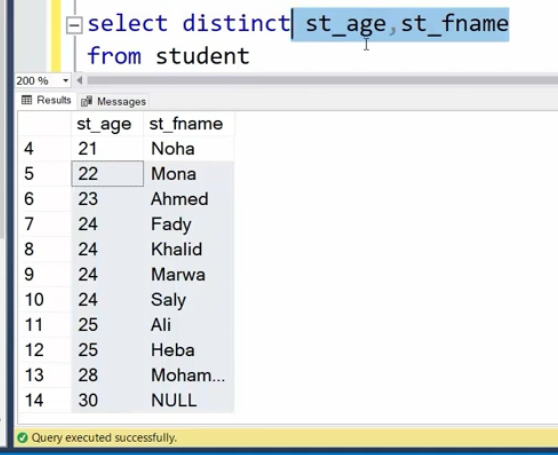 select distinct st_age,st_fname
from student
200 %
Results Messages
st_age st_fname
4 21 Noha
5 22 Mona
6 23 Ahmed
7 24 Fady
8 24 Khalid
9 24 Marwa
10 24 Saly
11 25 Ali
12 25 Heba
13 28 Moham...
14 30 NULL
Query executed successfully.